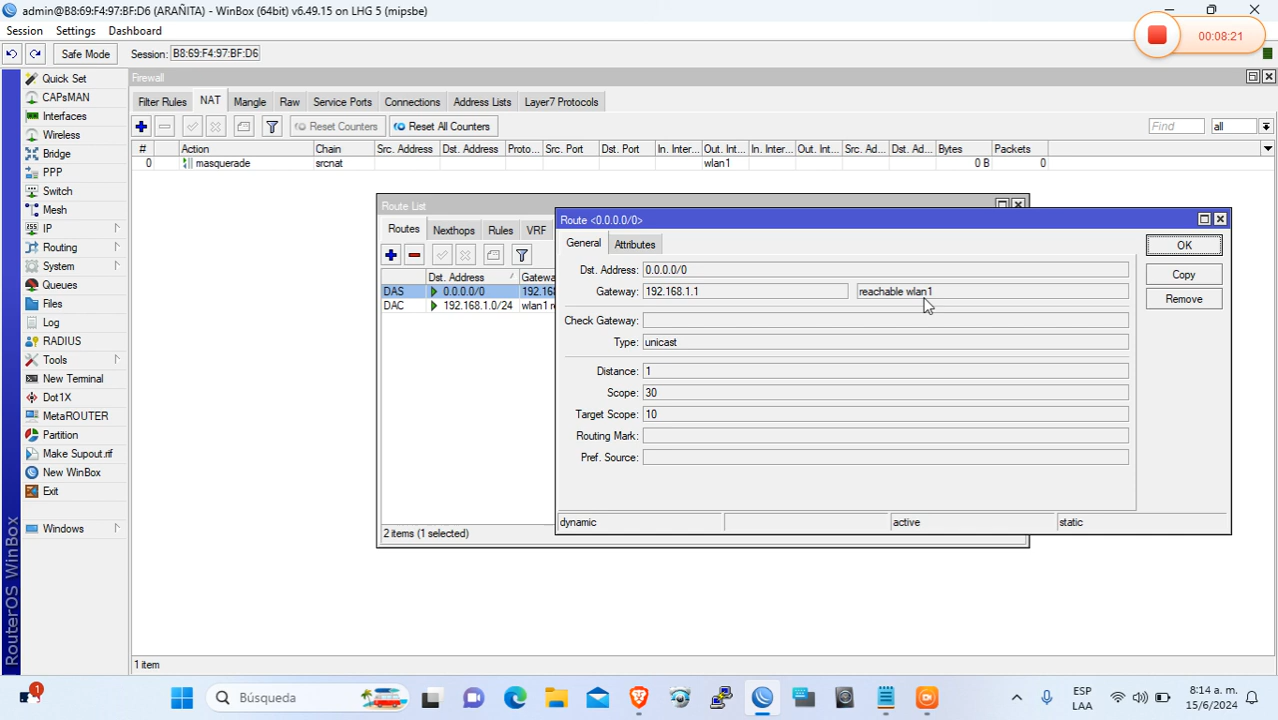 admin@B8:69:F4:97:BF:D6 (ARAÑITA) - WinBox (64bit) v6.49.15 on LHG 5 (mipsbe)
00:08:21
Session Settings Dashboard
Safe Mode Session: B8:69:F4:97:BF:D6
Quick Set
CAPsMAN
Interfaces
Wireless
Bridge
PPP
Switch
Mesh
IP
Routing
System
Queues
Files
Log
RADIUS
Tools
New Terminal
Dot1X
MetaROUTER
Partition
Make Supout.rif
New WinBox
Exit
Windows
RouterOS WinBox
Firewall
Filter Rules NAT Mangle Raw Service Ports Connections Address Lists Layer7 Protocols
Reset Counters Reset All Counters Find all
# Action Chain Src. Address Dst. Address Proto... Src. Port Dst. Port In. Inter... Out. Int... In. Inter... Out. Int... Src. Ad... Dst. Ad... Bytes Packets
0 masquerade srcnat wlan1 0 B 0
Route List
Routes Nexthops Rules VRF
Dst. Address Gatew
DAS 0.0.0.0/0 192.16
DAC 192.168.1.0/24 wlan1 r
2 items (1 selected)
Route <0.0.0.0/0>
General Attributes
Dst. Address: 0.0.0.0/0
Gateway: 192.168.1.1 reachable wlan1
Check Gateway:
Type: unicast
Distance: 1
Scope: 30
Target Scope: 10
Routing Mark:
Pref. Source:
OK
Copy
Remove
dynamic active static
1 item
1
Búsqueda
ESP
LAA
8:14 a. m.
15/6/2024